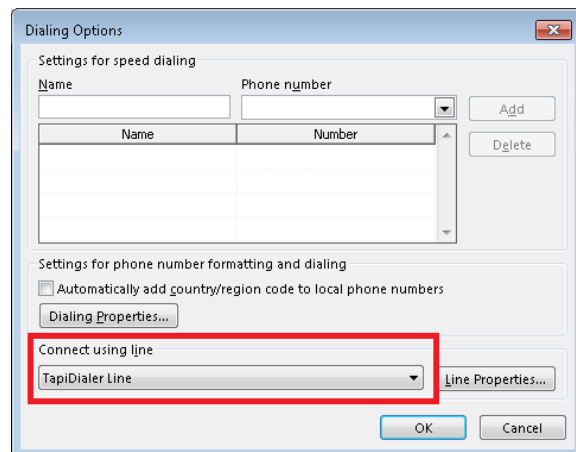 Dialing Options
Settings for speed dialing
Name Phone number
Add
Name Number
Delete
Settings for phone number formatting and dialing
Automatically add country/region code to local phone numbers
Dialing Properties...
Connect using line
TapiDialer Line Line Properties...
OK Cancel